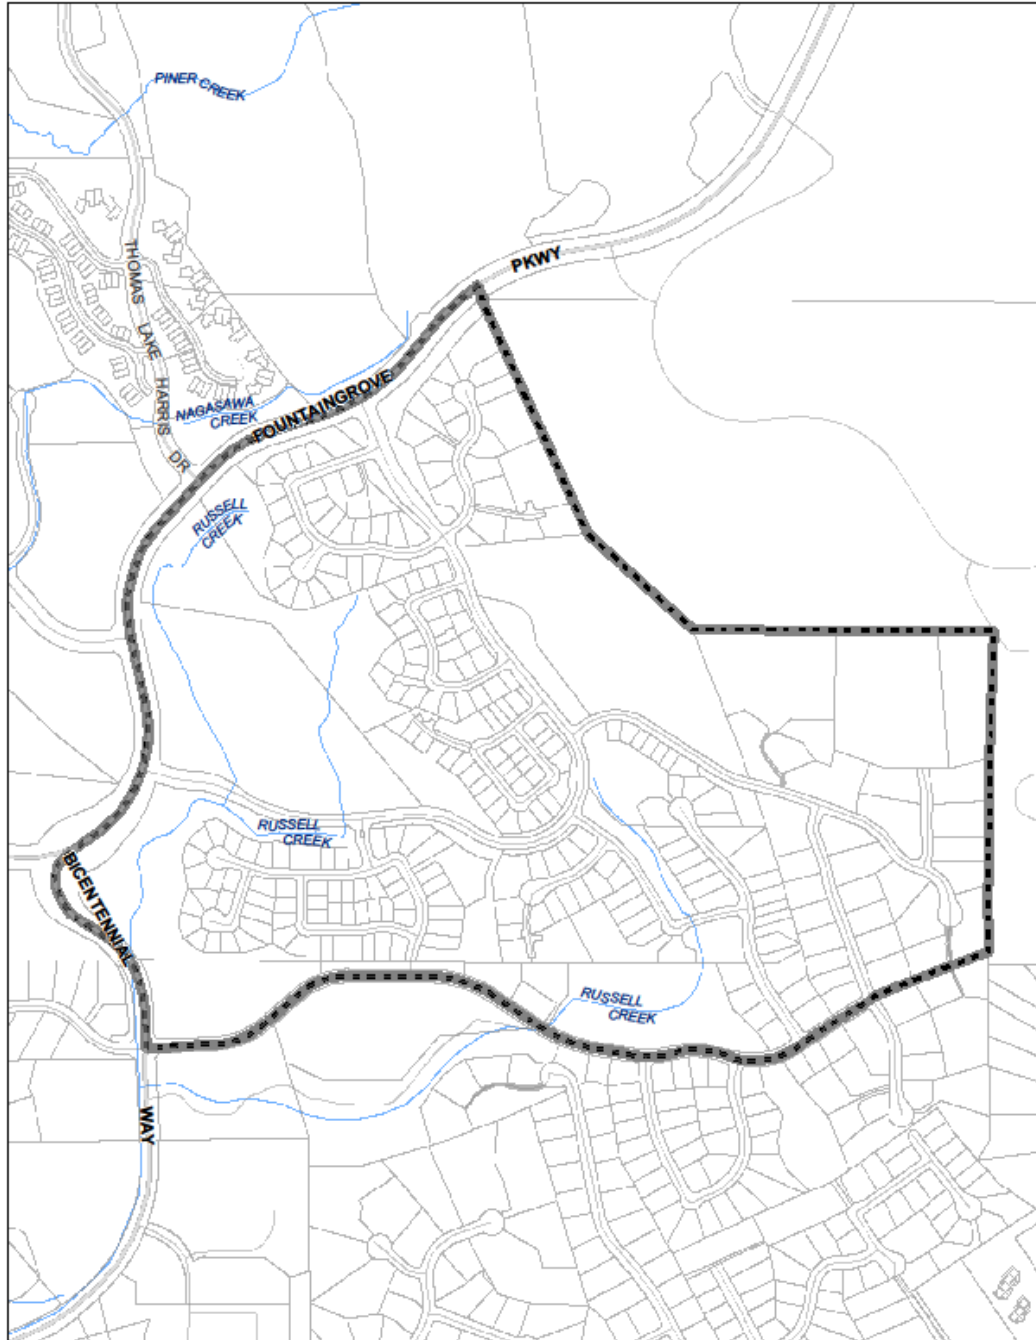 PINER CREEK
PKWY
THOMAS LAKE HARRIS DR
NAGASAWA
CREEK
FOUNTAINGROVE
RUSSELL
CREEK
RUSSELL
CREEK
BICENTENNIAL
RUSSELL
CREEK
WAY